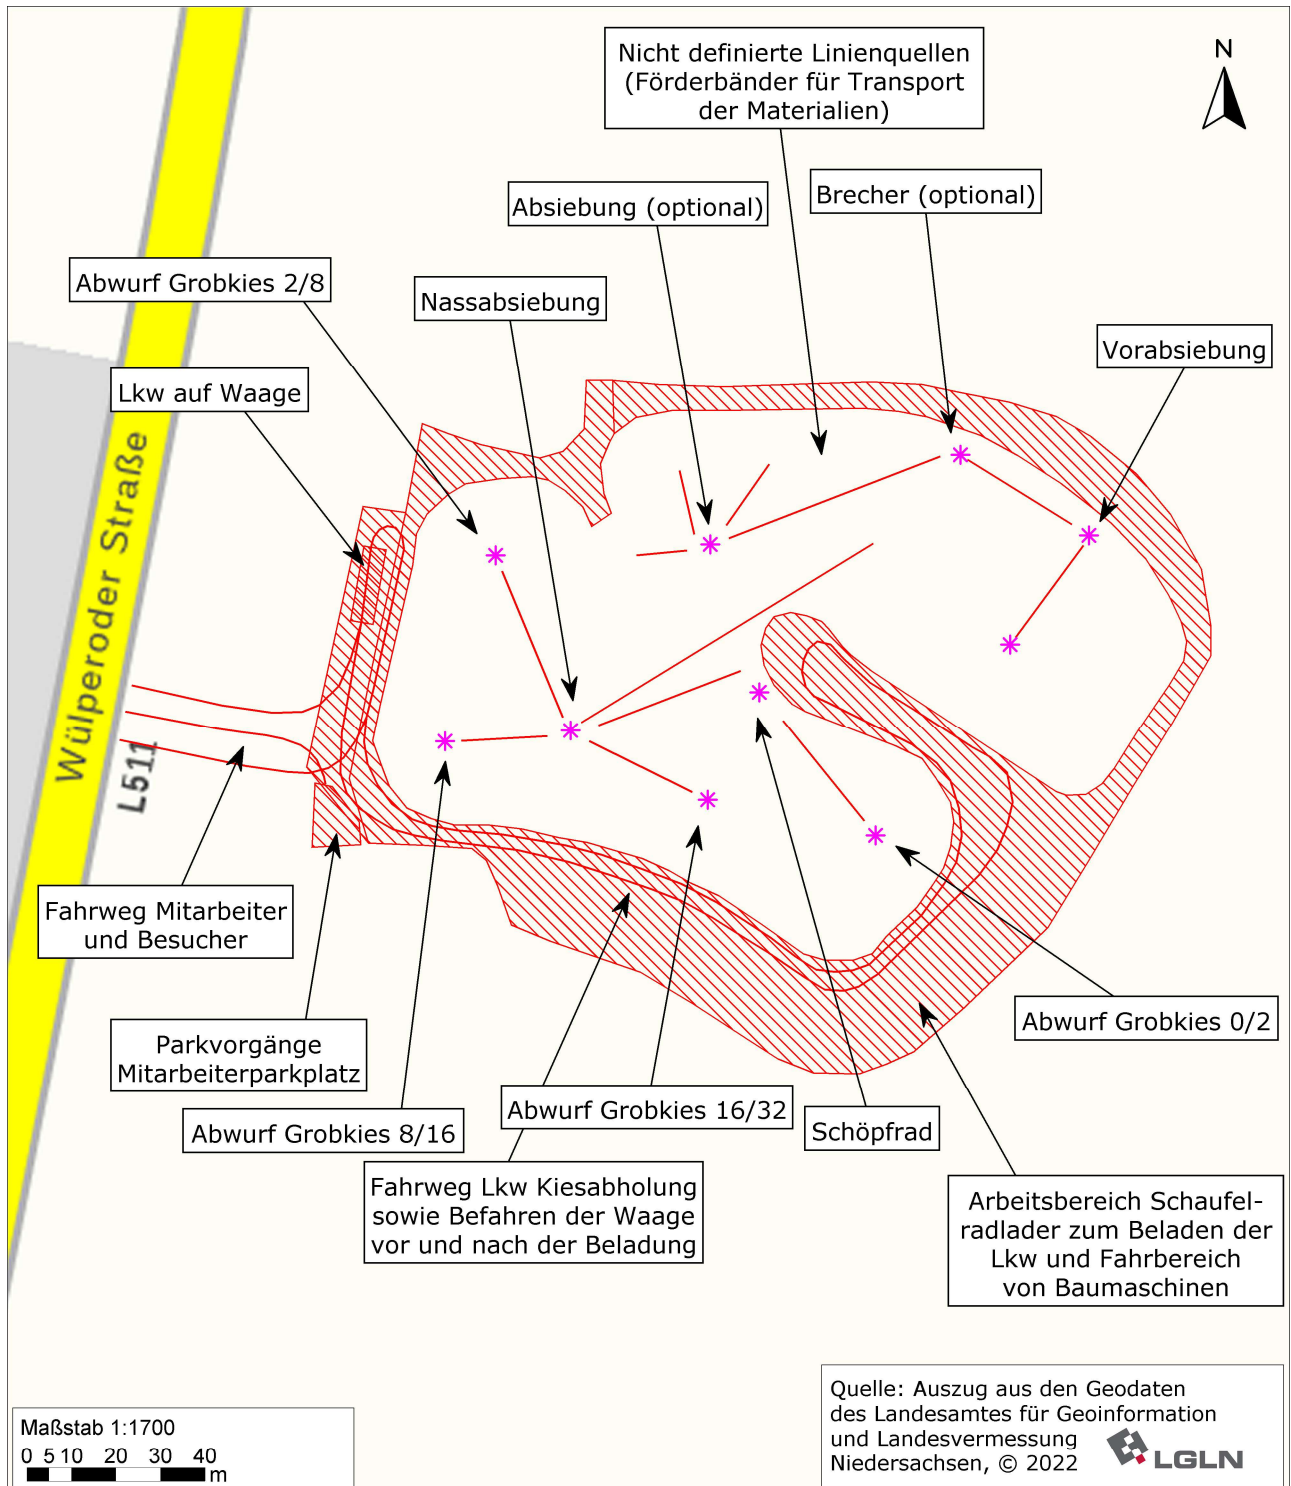 Nicht definierte Linienquellen
(Förderbänder für Transport
der Materialien)
N
Absiebung (optional)
Brecher (optional)
Abwurf Grobkies 2/8
Nassabsiebung
Vorabsiebung
Lkw auf Waage
Wülperoder Straße
L511
Fahrweg Mitarbeiter
und Besucher
Parkvorgänge
Mitarbeiterparkplatz
Abwurf Grobkies 8/16
Abwurf Grobkies 16/32
Schöpfrad
Abwurf Grobkies 0/2
Fahrweg Lkw Kiesabholung
sowie Befahren der Waage
vor und nach der Beladung
Arbeitsbereich Schaufel-
radlader zum Beladen der
Lkw und Fahrbereich
von Baumaschinen
Maßstab 1:1700
0 5 10 20 30 40
m
Quelle: Auszug aus den Geodaten
des Landesamtes für Geoinformation
und Landesvermessung
Niedersachsen, © 2022
LGLN